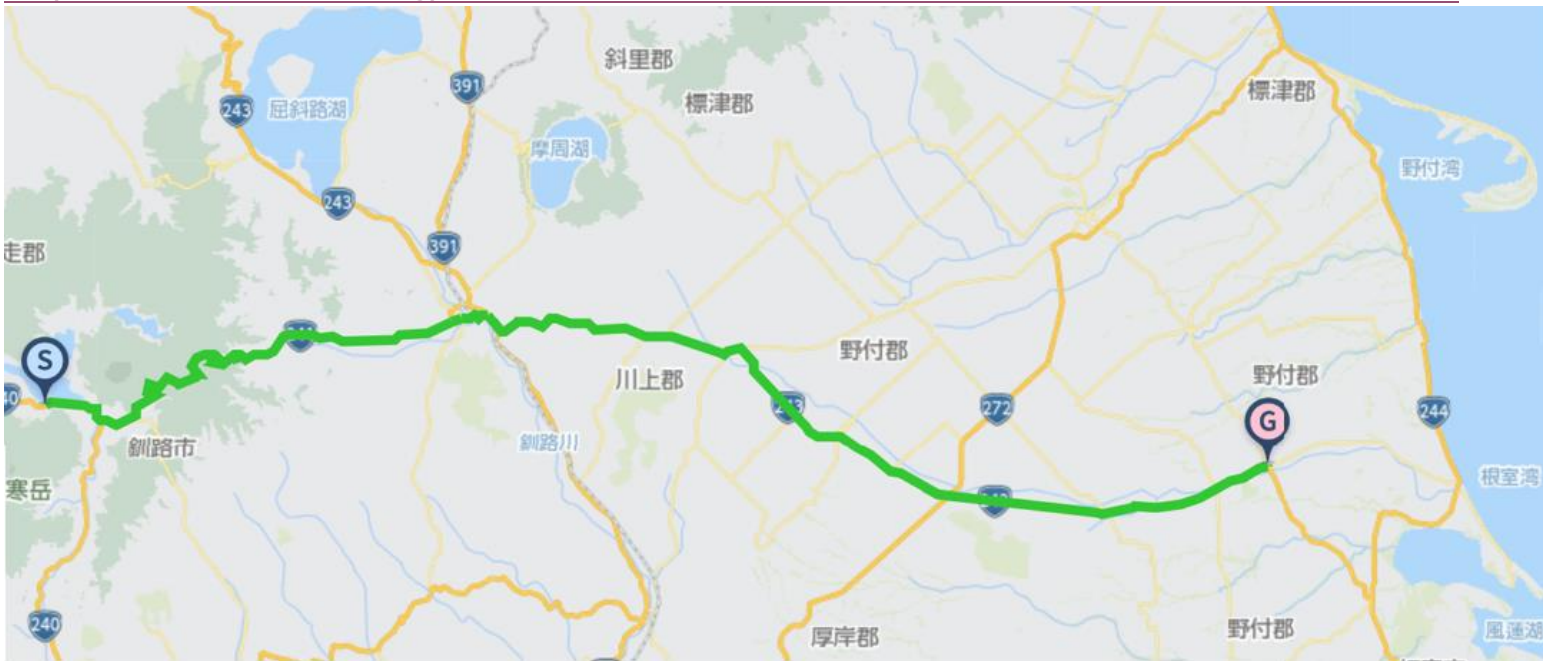 斜里郡
標津郡
391
243
屈斜路湖
標津郡
摩周湖
野付湾
243
391
走郡
S
野付郡
川上郡
野付郡
40
243
272
244
G
釧路市
釧路川
根室湾
寒岳
240
厚岸郡
野付郡
風蓮湖